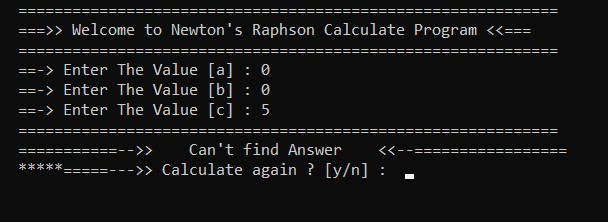 ============================================================
===>> Welcome to Newton's Raphson Calculate Program <<===
============================================================
==-> Enter The Value [a] : 0
==-> Enter The Value [b] : 0
==-> Enter The Value [c] : 5
============================================================
===========-->>    Can't find Answer    <<--=================
*****=====--->> Calculate again ? [y/n] :